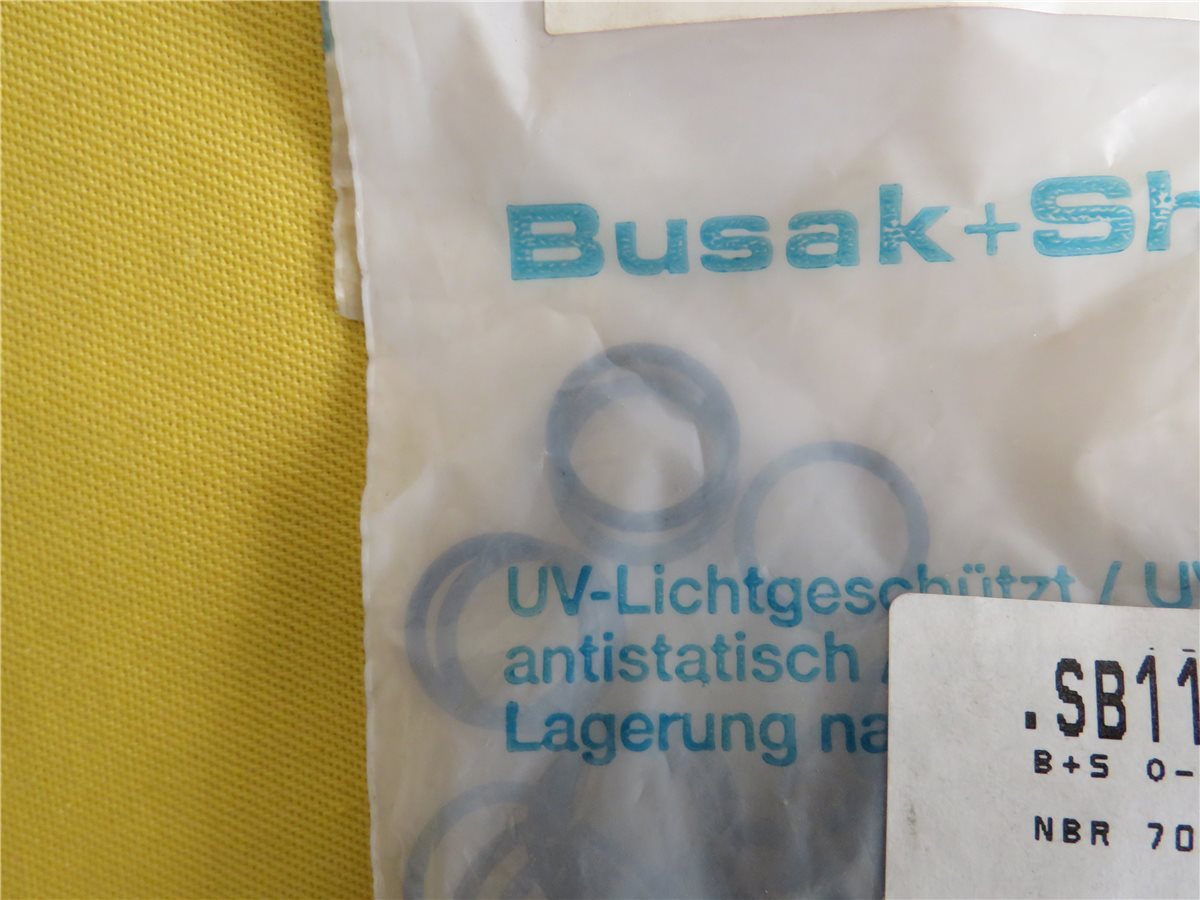 Busak+Sh
UV-Lichtgeschützt / UV
antistatisch /
Lagerung na
.SB11
B+S O-
NBR 70